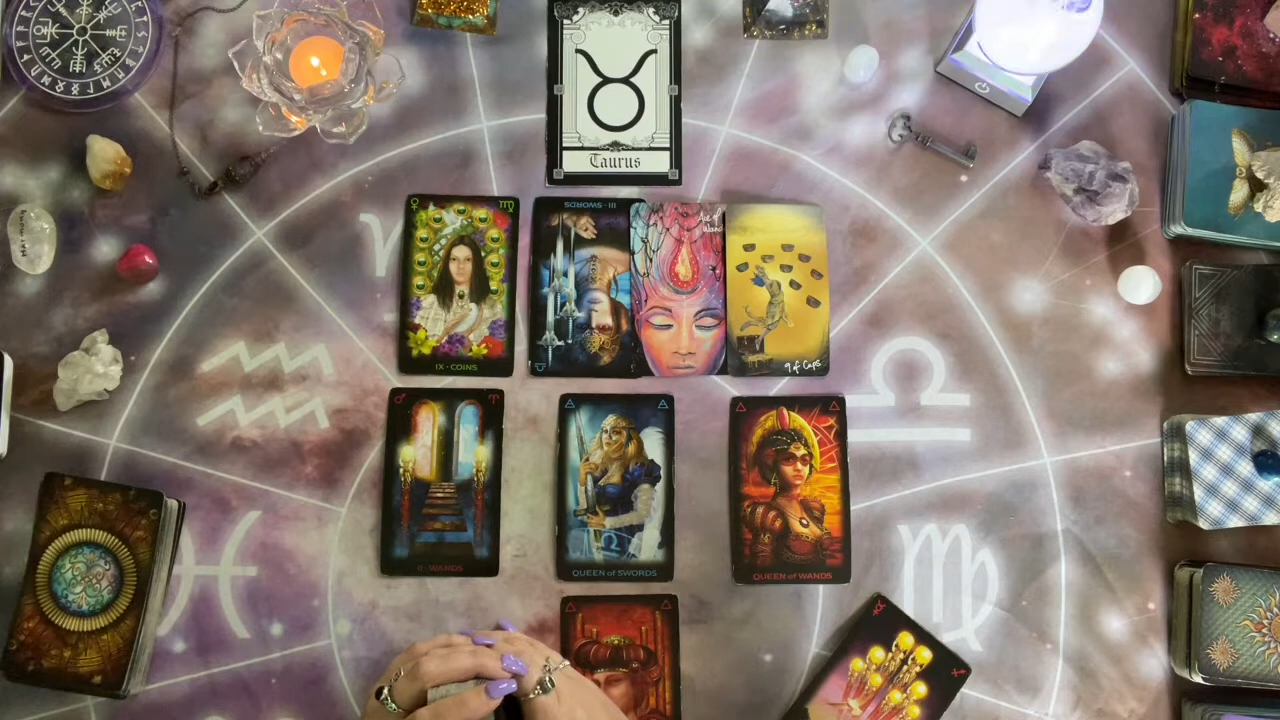 Taurus
III · SWORDS
Ace of
Wands
IX · COINS
9 of Cups
II · WANDS
QUEEN of SWORDS
QUEEN of WANDS